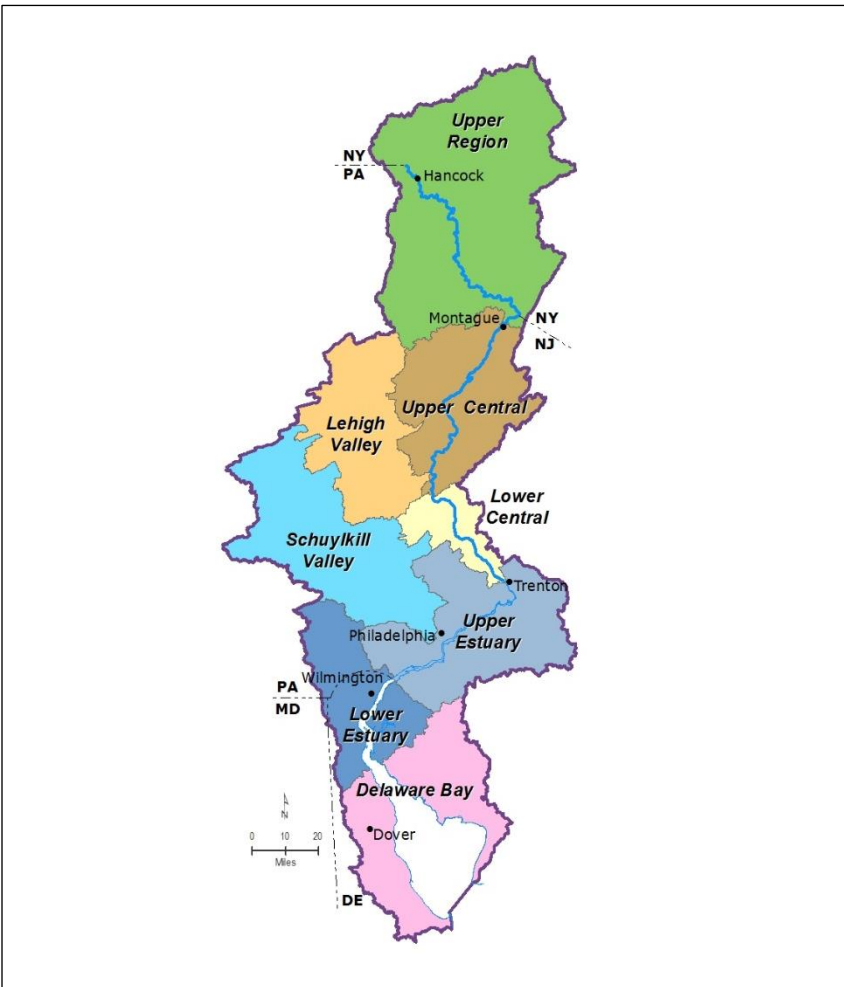 Upper
Region
NY
PA
Hancock
Montague
NY
NJ
Upper Central
Lehigh
Valley
Lower
Central
Schuylkill
Valley
Trenton
Upper
Estuary
Philadelphia
Wilmington
PA
MD
Lower
Estuary
Delaware Bay
N
0 10 20
Miles
Dover
DE